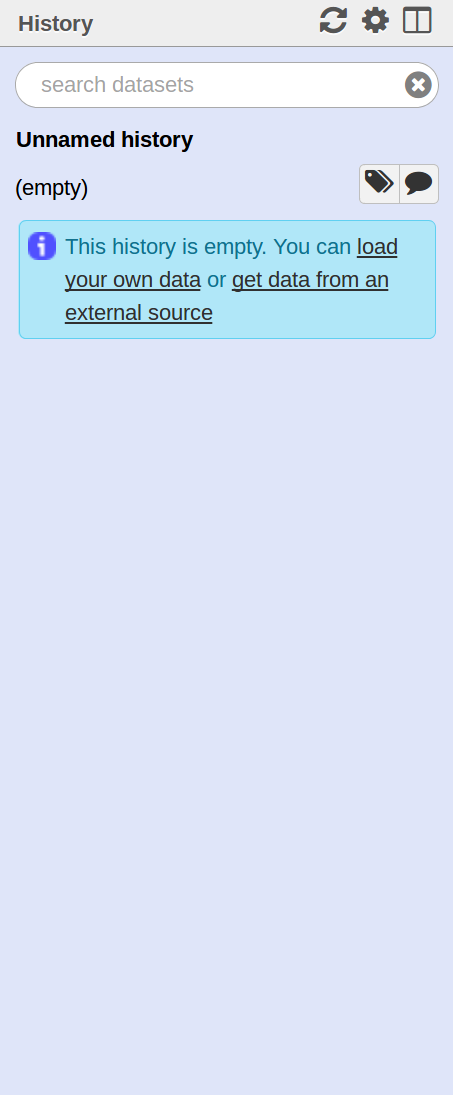 History
search datasets
Unnamed history
(empty)
This history is empty. You can load
your own data or get data from an
external source